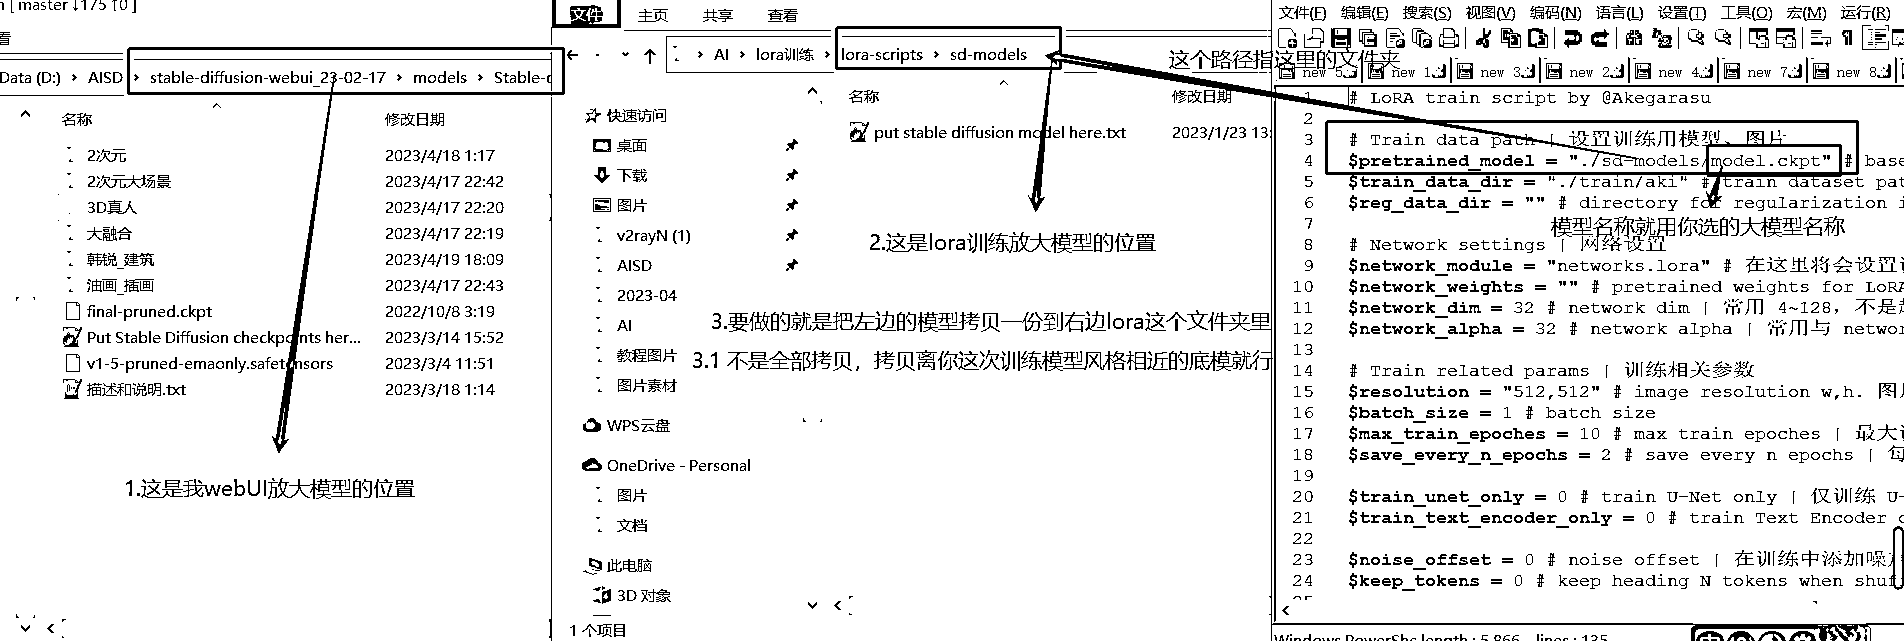 [ master ↓175 ↑0 ]
看
Data (D:) > AISD > stable-diffusion-webui_23-02-17 > models > Stable-d
名称 修改日期
2次元 2023/4/18 1:17
2次元大场景 2023/4/17 22:42
3D真人 2023/4/17 22:20
大融合 2023/4/17 22:19
韩锐_建筑 2023/4/19 18:09
油画_插画 2023/4/17 22:43
final-pruned.ckpt 2022/10/8 3:19
Put Stable Diffusion checkpoints her... 2023/3/14 15:52
v1-5-pruned-emaonly.safetensors 2023/3/4 11:51
描述和说明.txt 2023/3/18 1:14
1.这是我webUI放大模型的位置
文件 主页 共享 查看
> AI > lora训练 > lora-scripts > sd-models
快速访问
桌面
下载
图片
v2rayN (1)
AISD
2023-04
AI
教程图片
图片素材
WPS云盘
OneDrive - Personal
图片
文档
此电脑
3D 对象
1 个项目
名称 修改日期
put stable diffusion model here.txt 2023/1/23 13:
2.这是lora训练放大模型的位置
3.要做的就是把左边的模型拷贝一份到右边lora这个文件夹里
3.1 不是全部拷贝，拷贝离你这次训练模型风格相近的底模就行
文件(F) 编辑(E) 搜索(S) 视图(V) 编码(N) 语言(L) 设置(T) 工具(O) 宏(M) 运行(R)
这个路径指这里的文件夹
new 5 new 1 new 3 new 2 new 4 new 7 new 8
1 # LoRA train script by @Akegarasu
2
3 # Train data path | 设置训练用模型、图片
4 $pretrained_model = "./sd-models/model.ckpt" # base
5 $train_data_dir = "./train/aki" # train dataset pat
6 $reg_data_dir = "" # directory for regularization i
7
模型名称就用你选的大模型名称
8 # Network settings | 网络设置
9 $network_module = "networks.lora" # 在这里将会设置
10 $network_weights = "" # pretrained weights for LoRA
11 $network_dim = 32 # network dim | 常用 4~128，不是
12 $network_alpha = 32 # network alpha | 常用与 networ
13
14 # Train related params | 训练相关参数
15 $resolution = "512,512" # image resolution w,h. 图
16 $batch_size = 1 # batch size
17 $max_train_epoches = 10 # max train epoches | 最大
18 $save_every_n_epochs = 2 # save every n epochs | 每
19
20 $train_unet_only = 0 # train U-Net only | 仅训练 U-
21 $train_text_encoder_only = 0 # train Text Encoder
22
23 $noise_offset = 0 # noise offset | 在训练中添加噪
24 $keep_tokens = 0 # keep heading N tokens when shuf
Windows PowerShe length : 5,866 lines : 135